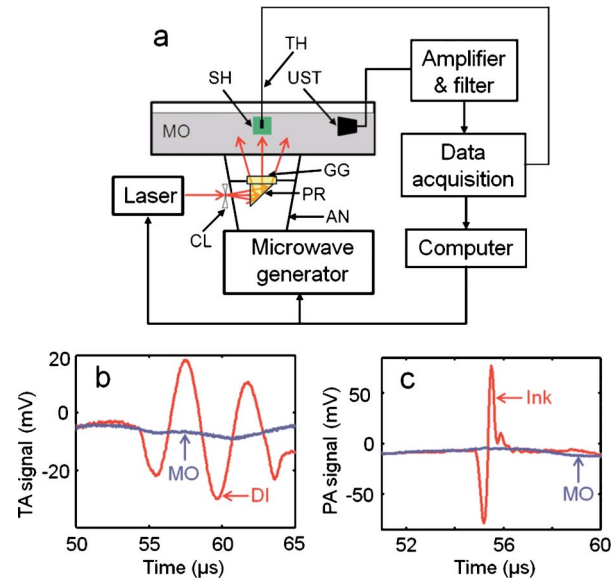 a
TH
SH
UST
Amplifier
& filter
MO
Data
acquisition
GG
PR
Laser
CL
AN
Microwave
generator
Computer
b
TA signal (mV)
20
0
-20
-40
MO
DI
50
55
60
65
Time (μs)
c
PA signal (mV)
50
0
-50
Ink
MO
52
56
60
Time (μs)